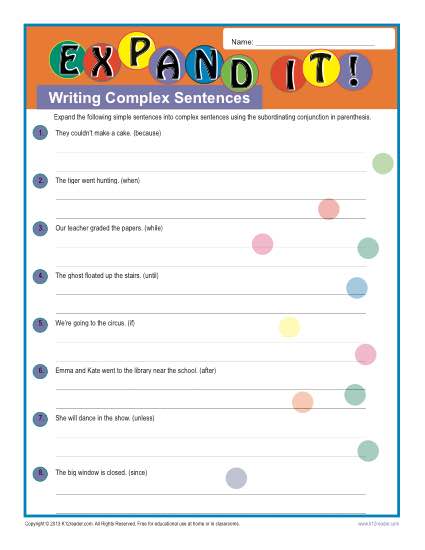 EXPAND IT!
Name:
Writing Complex Sentences
Expand the following simple sentences into complex sentences using the subordinating conjunction in parenthesis.
1. They couldn't make a cake. (because)
2. The tiger went hunting. (when)
3. Our teacher graded the papers. (while)
4. The ghost floated up the stairs. (until)
5. We're going to the circus. (if)
6. Emma and Kate went to the library near the school. (after)
7. She will dance in the show. (unless)
8. The big window is closed. (since)
Copyright © 2013 K12reader.com. All Rights Reserved. Free for educational use at home or in classrooms.
www.k12reader.com